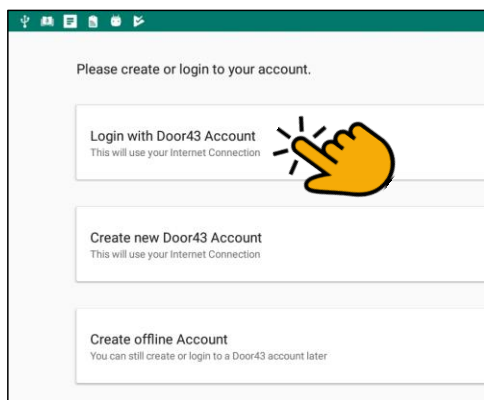 Please create or login to your account.
Login with Door43 Account
This will use your Internet Connection
Create new Door43 Account
This will use your Internet Connection
Create offline Account
You can still create or login to a Door43 account later